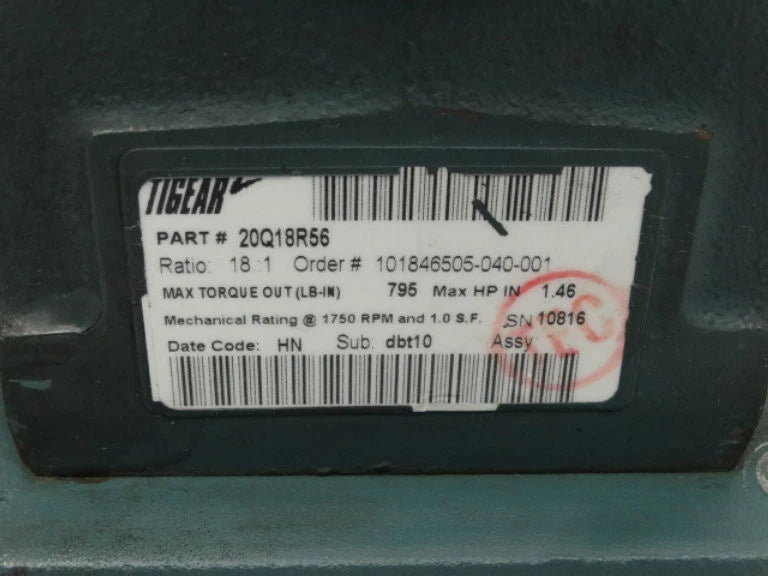 TIGEAR
PART # 20Q18R56
Ratio: 18 :1 Order # 101846505-040-001
MAX TORQUE OUT (LB-IN) 795 Max HP IN 1.46
Mechanical Rating @ 1750 RPM and 1.0 S.F. SN 10816
Date Code: HN Sub: dbt10 Assy